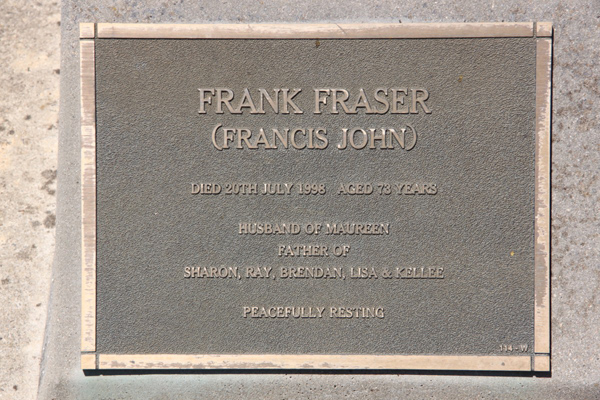 FRANK FRASER
(FRANCIS JOHN)
DIED 20TH JULY 1998 AGED 73 YEARS
HUSBAND OF MAUREEN
FATHER OF
SHARON, RAY, BRENDAN, LISA & KELLEE
PEACEFULLY RESTING